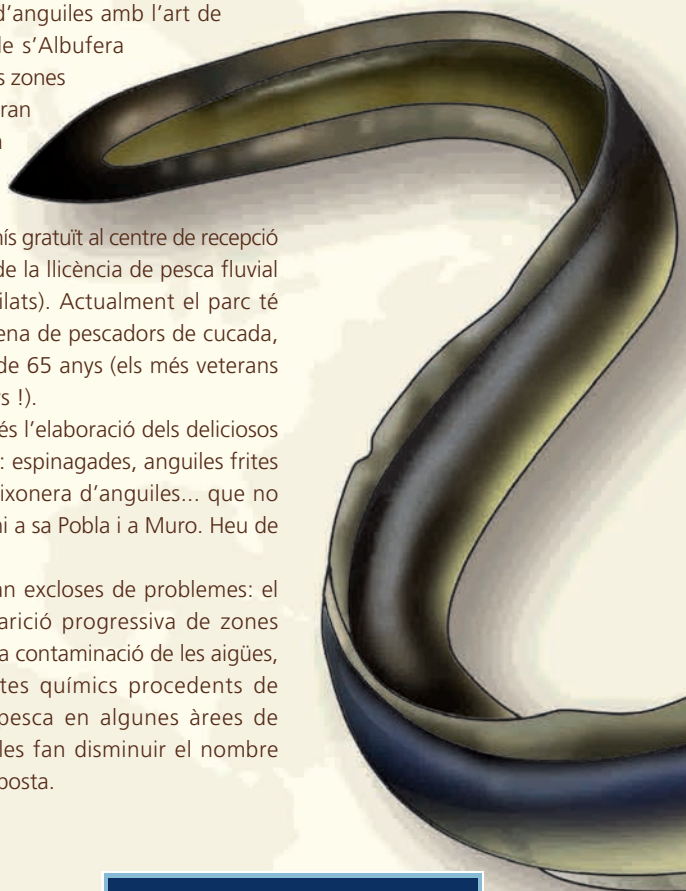 d’anguiles amb l’art de
de s’Albufera
s zones
ran
ís gratuït al centre de recepció
de la llicència de pesca fluvial
ilats). Actualment el parc té
ena de pescadors de cucada,
de 65 anys (els més veterans
s !).
és l’elaboració dels deliciosos
: espinagades, anguiles frites
ixonera d’anguiles... que no
ni a sa Pobla i a Muro. Heu de
an excloses de problemes: el
arició progressiva de zones
a contaminació de les aigües,
tes químics procedents de
pesca en algunes àrees de
les fan disminuir el nombre
posta.